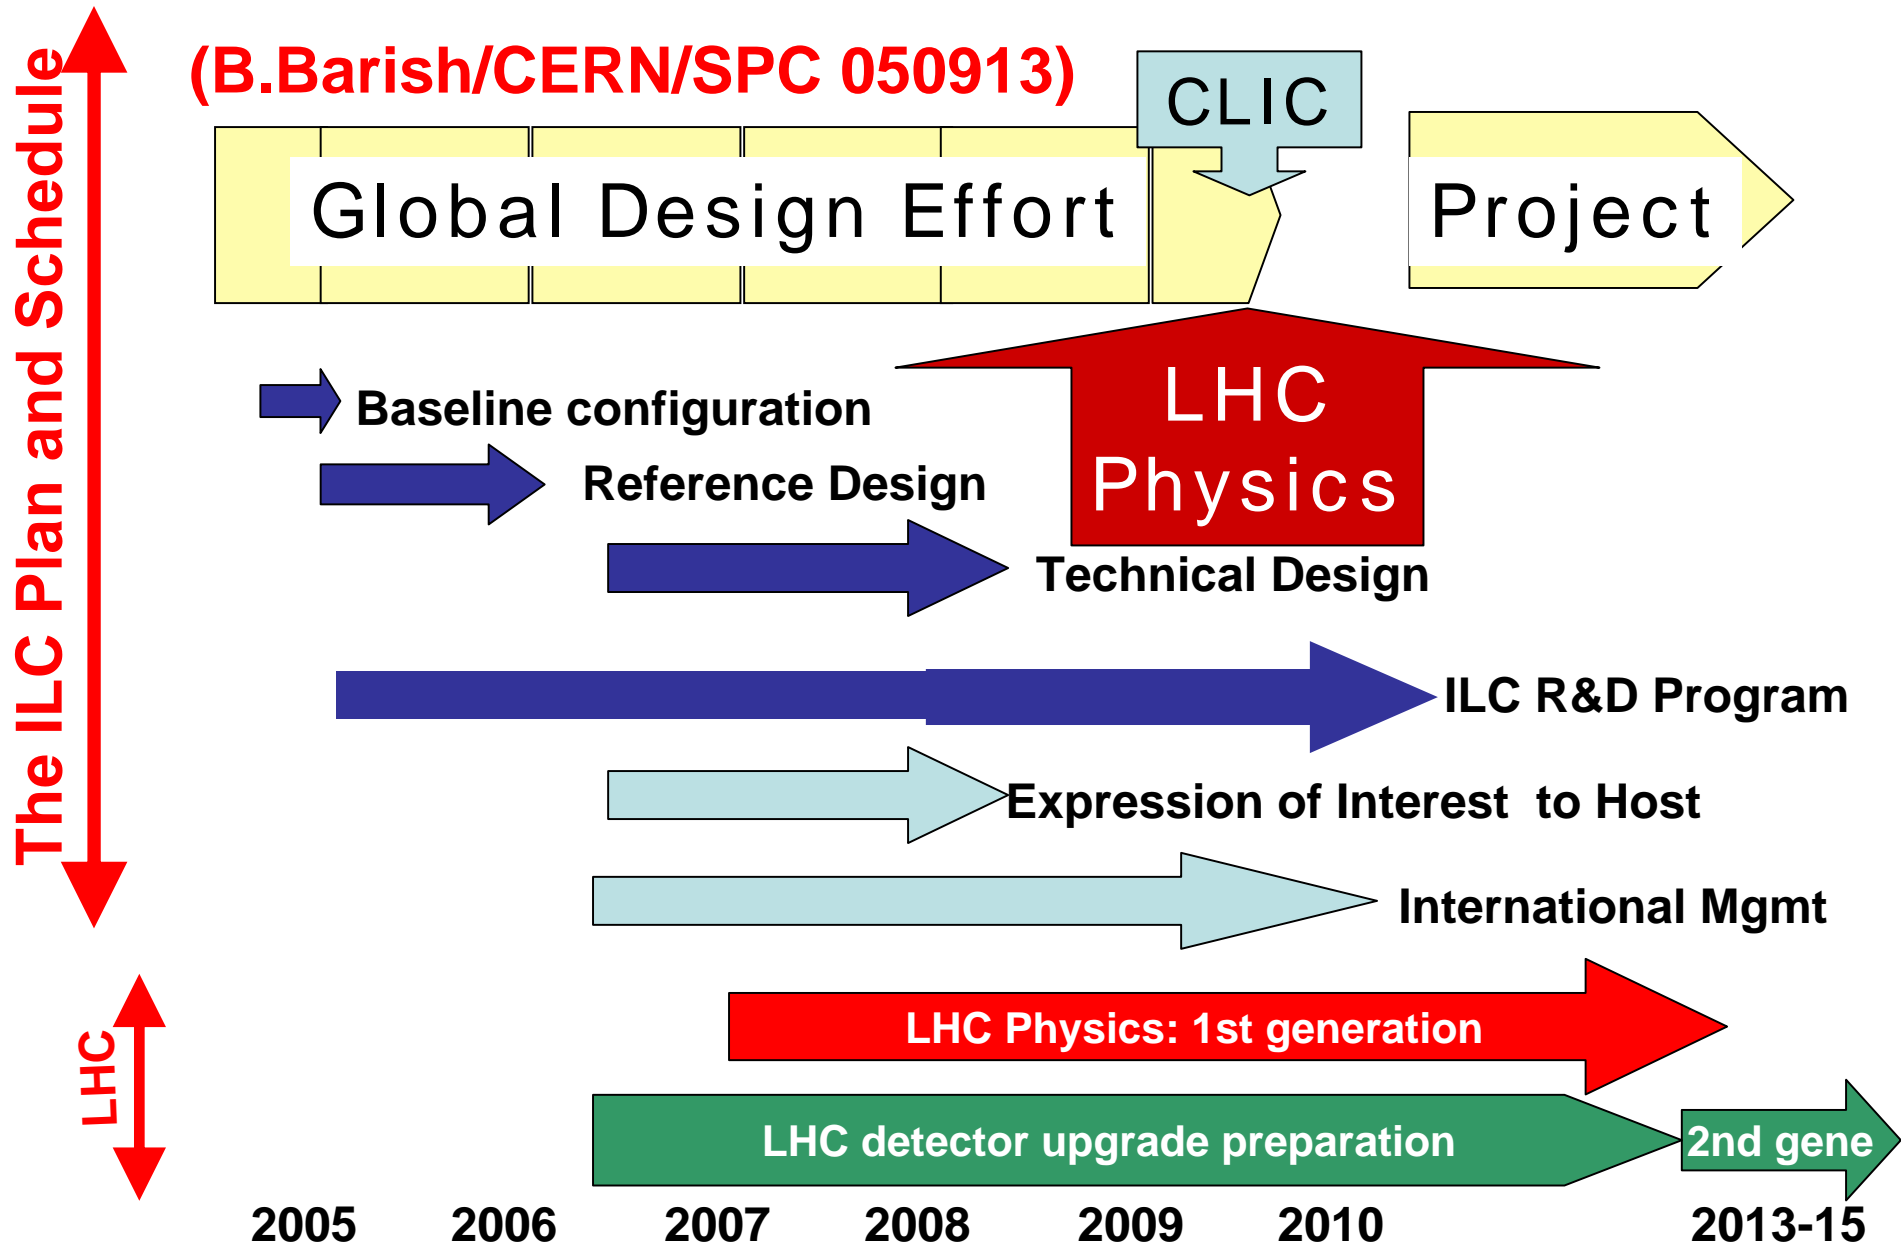 The ILC Plan and Schedule
(B.Barish/CERN/SPC 050913)
CLIC
Global Design Effort
Project
LHC
Physics
Baseline configuration
Reference Design
Technical Design
ILC R&D Program
Expression of Interest  to Host
International Mgmt
LHC
LHC Physics: 1st generation
LHC detector upgrade preparation
2nd gene
2005 2006 2007 2008 2009 2010 2013-15